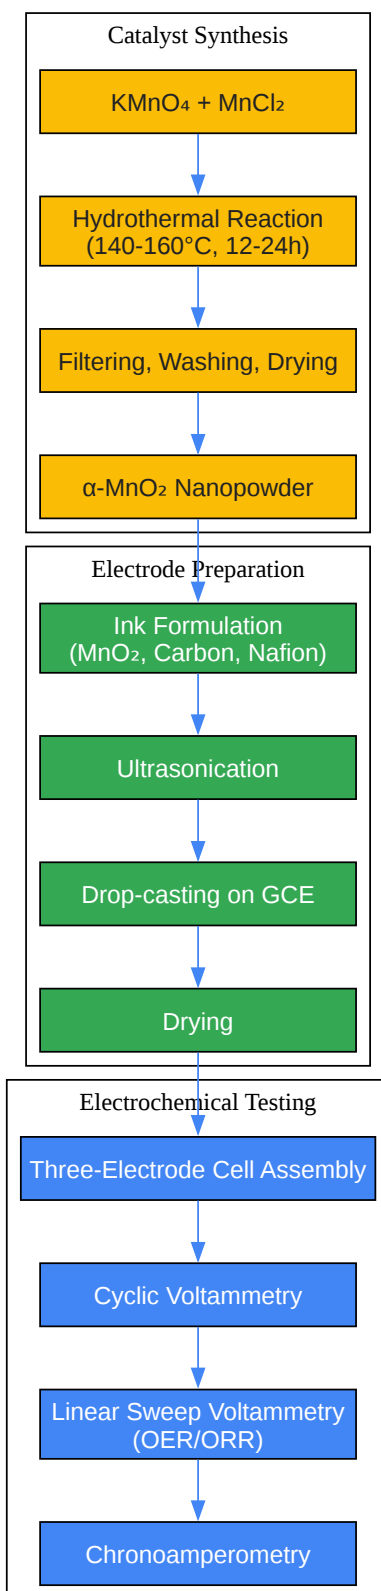 Catalyst Synthesis
KMnO₄ + MnCl₂
Hydrothermal Reaction
(140-160°C, 12-24h)
Filtering, Washing, Drying
α-MnO₂ Nanopowder
Electrode Preparation
Ink Formulation
(MnO₂, Carbon, Nafion)
Ultrasonication
Drop-casting on GCE
Drying
Electrochemical Testing
Three-Electrode Cell Assembly
Cyclic Voltammetry
Linear Sweep Voltammetry
(OER/ORR)
Chronoamperometry